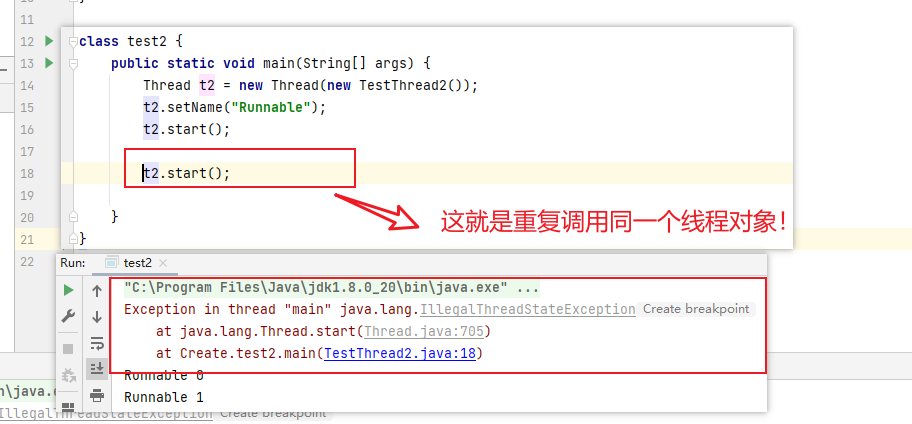 10
11
12 class test2 {
13 public static void main(String[] args) {
14 Thread t2 = new Thread(new TestThread2());
15 t2.setName("Runnable");
16 t2.start();
17
18 t2.start();
19
这就是重复调用同一个线程对象!
20 }
21 }
22
Run: test2
"C:\Program Files\Java\jdk1.8.0_20\bin\java.exe" ...
Exception in thread "main" java.lang.IllegalThreadStateException Create breakpoint
at java.lang.Thread.start(Thread.java:705)
at Create.test2.main(TestThread2.java:18)
Runnable 0
Runnable 1
IllegalThreadStateException Create breakpoint